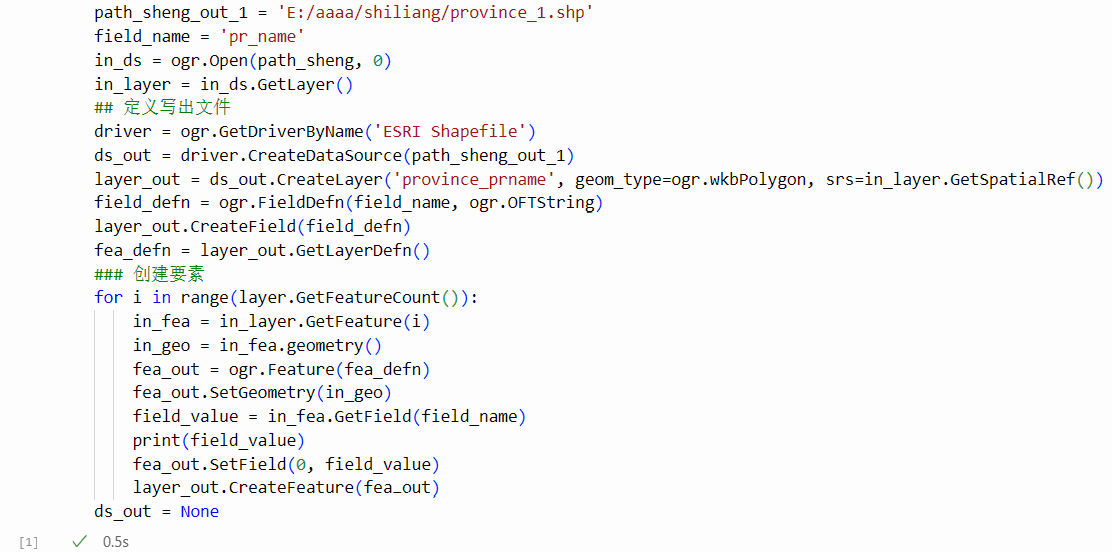 path_sheng_out_1 = 'E:/aaaa/shiliang/province_1.shp'
field_name = 'pr_name'
in_ds = ogr.Open(path_sheng, 0)
in_layer = in_ds.GetLayer()
## 定义写出文件
driver = ogr.GetDriverByName('ESRI Shapefile')
ds_out = driver.CreateDataSource(path_sheng_out_1)
layer_out = ds_out.CreateLayer('province_prname', geom_type=ogr.wkbPolygon, srs=in_layer.GetSpatialRef())
field_defn = ogr.FieldDefn(field_name, ogr.OFTString)
layer_out.CreateField(field_defn)
fea_defn = layer_out.GetLayerDefn()
### 创建要素
for i in range(layer.GetFeatureCount()):
    in_fea = in_layer.GetFeature(i)
    in_geo = in_fea.geometry()
    fea_out = ogr.Feature(fea_defn)
    fea_out.SetGeometry(in_geo)
    field_value = in_fea.GetField(field_name)
    print(field_value)
    fea_out.SetField(0, field_value)
    layer_out.CreateFeature(fea_out)
ds_out = None
[1] ✓ 0.5s